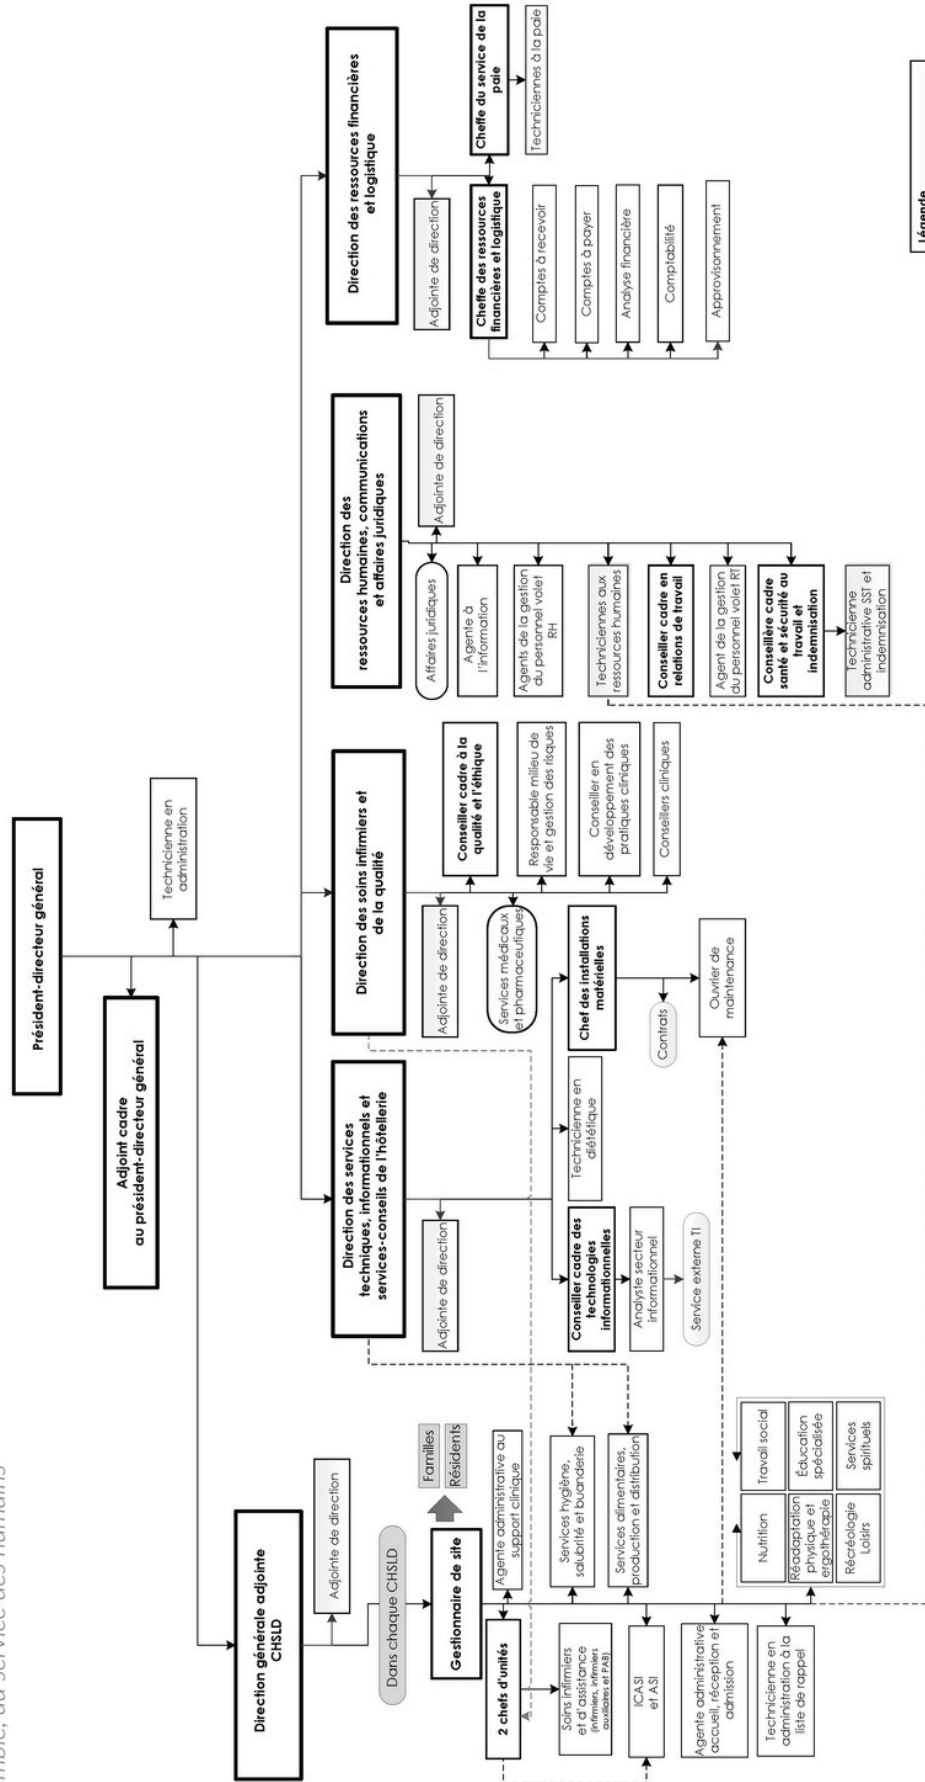 mble, au service des humains
Président-directeur général
Adjoint cadre
au président-directeur général
Technicienne en
administration
Direction générale adjointe
CHSLD
Adjointe de direction
Dans chaque CHSLD
Gestionnaire de site
Familles
Résidents
2 chefs d'unités
Agente administrative au
support clinique
Soins infirmiers
et d'assistance
(infirmiers, infirmiers
auxiliaires et PAB)
Services hygiène,
salubrité et buanderie
ICASI
et ASI
Services alimentaires,
production et distribution
Agente administrative
accueil, réception et
admission
Technicienne en
administration à la
liste de rappel
Nutrition
Travail social
Réadaptation
physique et
ergothérapie
Éducation
spécialisée
Récréologie
Loisirs
Services
spirituels
Direction des services
techniques, informationnels et
services-conseils de l'hôtellerie
Adjointe de direction
Conseiller cadre des
technologies
informationnelles
Analyste secteur
informationnel
Service externe TI
Technicienne en
diététique
Chef des installations
matérielles
Contrats
Ouvrier de
maintenance
Direction des soins infirmiers et
de la qualité
Adjointe de direction
Conseiller cadre à la
qualité et l'éthique
Services médicaux
et pharmaceutiques
Responsable milieu de
vie et gestion des risques
Conseiller en
développement des
pratiques cliniques
Conseillers cliniques
Direction des
ressources humaines, communications
et affaires juridiques
Affaires juridiques
Adjointe de direction
Agente à
l'information
Agents de la gestion
du personnel volet
RH
Techniciennes aux
ressources humaines
Conseiller cadre en
relations de travail
Agent de la gestion
du personnel volet RT
Conseillère cadre
santé et sécurité au
travail et
indemnisation
Technicienne
administrative SST et
indemnisation
Direction des ressources financières
et logistique
Adjointe de direction
Cheffe des ressources
financières et logistique
Cheffe du service de la
paie
Techniciennes à la paie
Comptes à recevoir
Comptes à payer
Analyse financière
Comptabilité
Approvisonnement
Légende